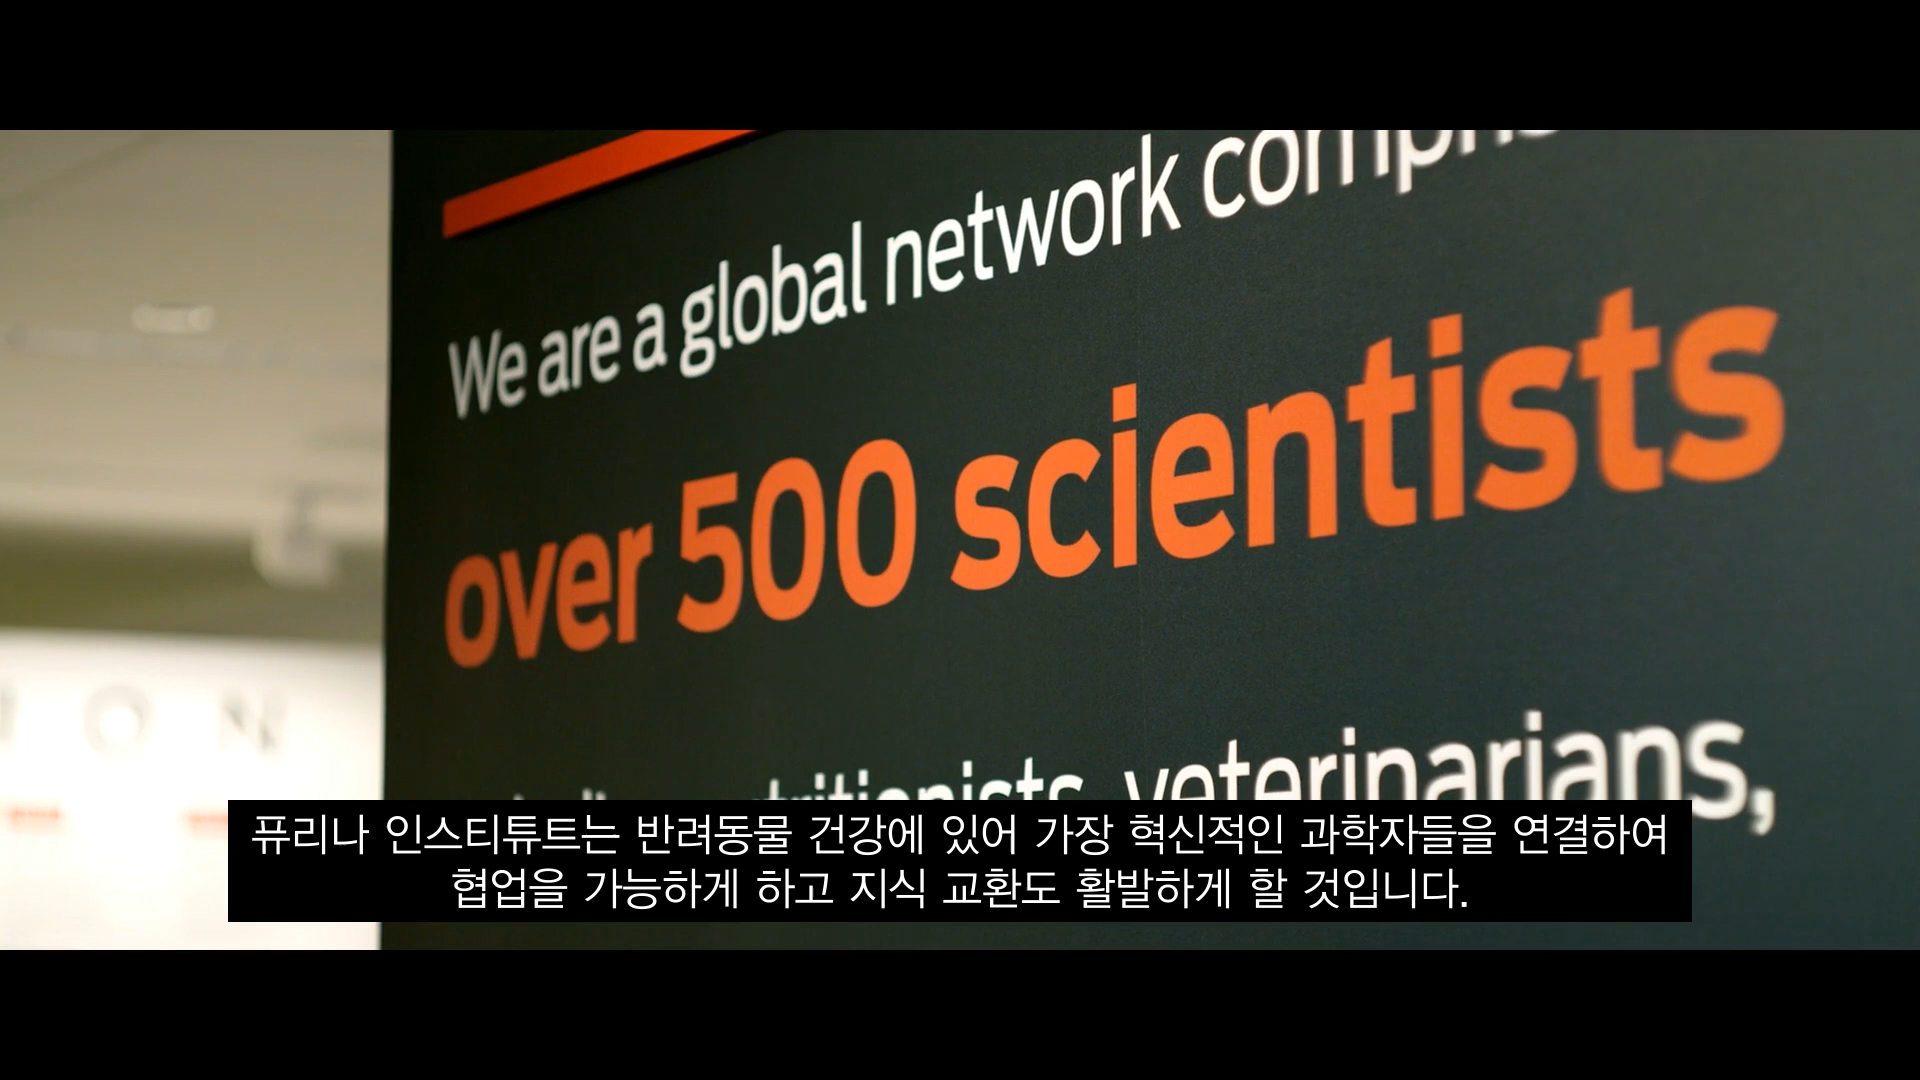 We are a global network
over 500 scientists
veterinarians,
퓨리나 인스티튜트는 반려동물 건강에 있어 가장 혁신적인 과학자들을 연결하여
협업을 가능하게 하고 지식 교환도 활발하게 할 것입니다.